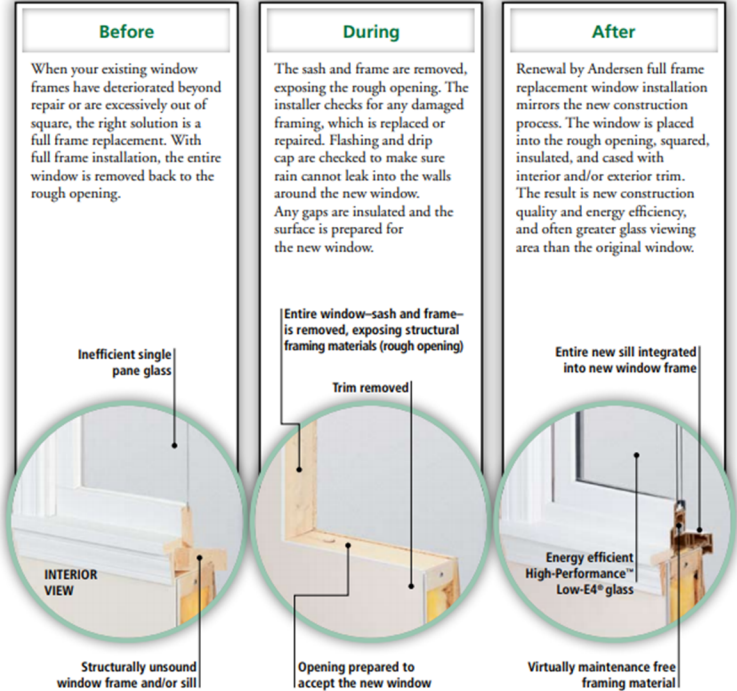 Before
When your existing window
frames have deteriorated beyond
repair or are excessively out of
square, the right solution is a
full frame replacement. With
full frame installation, the entire
window is removed back to the
rough opening.
Inefficient single
pane glass
INTERIOR
VIEW
Structurally unsound
window frame and/or sill
During
The sash and frame are removed,
exposing the rough opening. The
installer checks for any damaged
framing, which is replaced or
repaired. Flashing and drip
cap are checked to make sure
rain cannot leak into the walls
around the new window.
Any gaps are insulated and the
surface is prepared for
the new window.
Entire window–sash and frame–
is removed, exposing structural
framing materials (rough opening)
Trim removed
Opening prepared to
accept the new window
After
Renewal by Andersen full frame
replacement window installation
mirrors the new construction
process. The window is placed
into the rough opening, squared,
insulated, and cased with
interior and/or exterior trim.
The result is new construction
quality and energy efficiency,
and often greater glass viewing
area than the original window.
Entire new sill integrated
into new window frame
Energy efficient
High-Performance™
Low-E4® glass
Virtually maintenance free
framing material